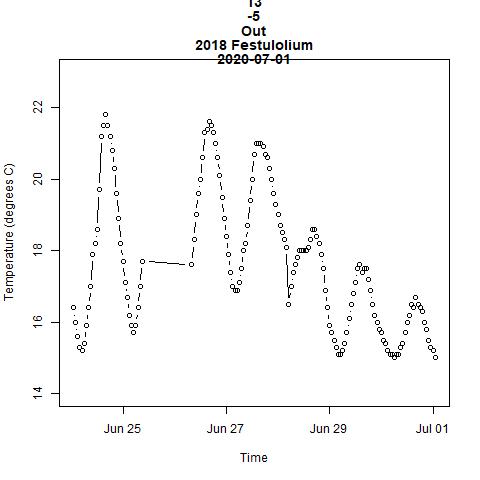 13
-5
Out
2018 Festulolium
2020-07-01
Temperature (degrees C)
22
20
18
16
14
Jun 25
Jun 27
Jun 29
Jul 01
Time